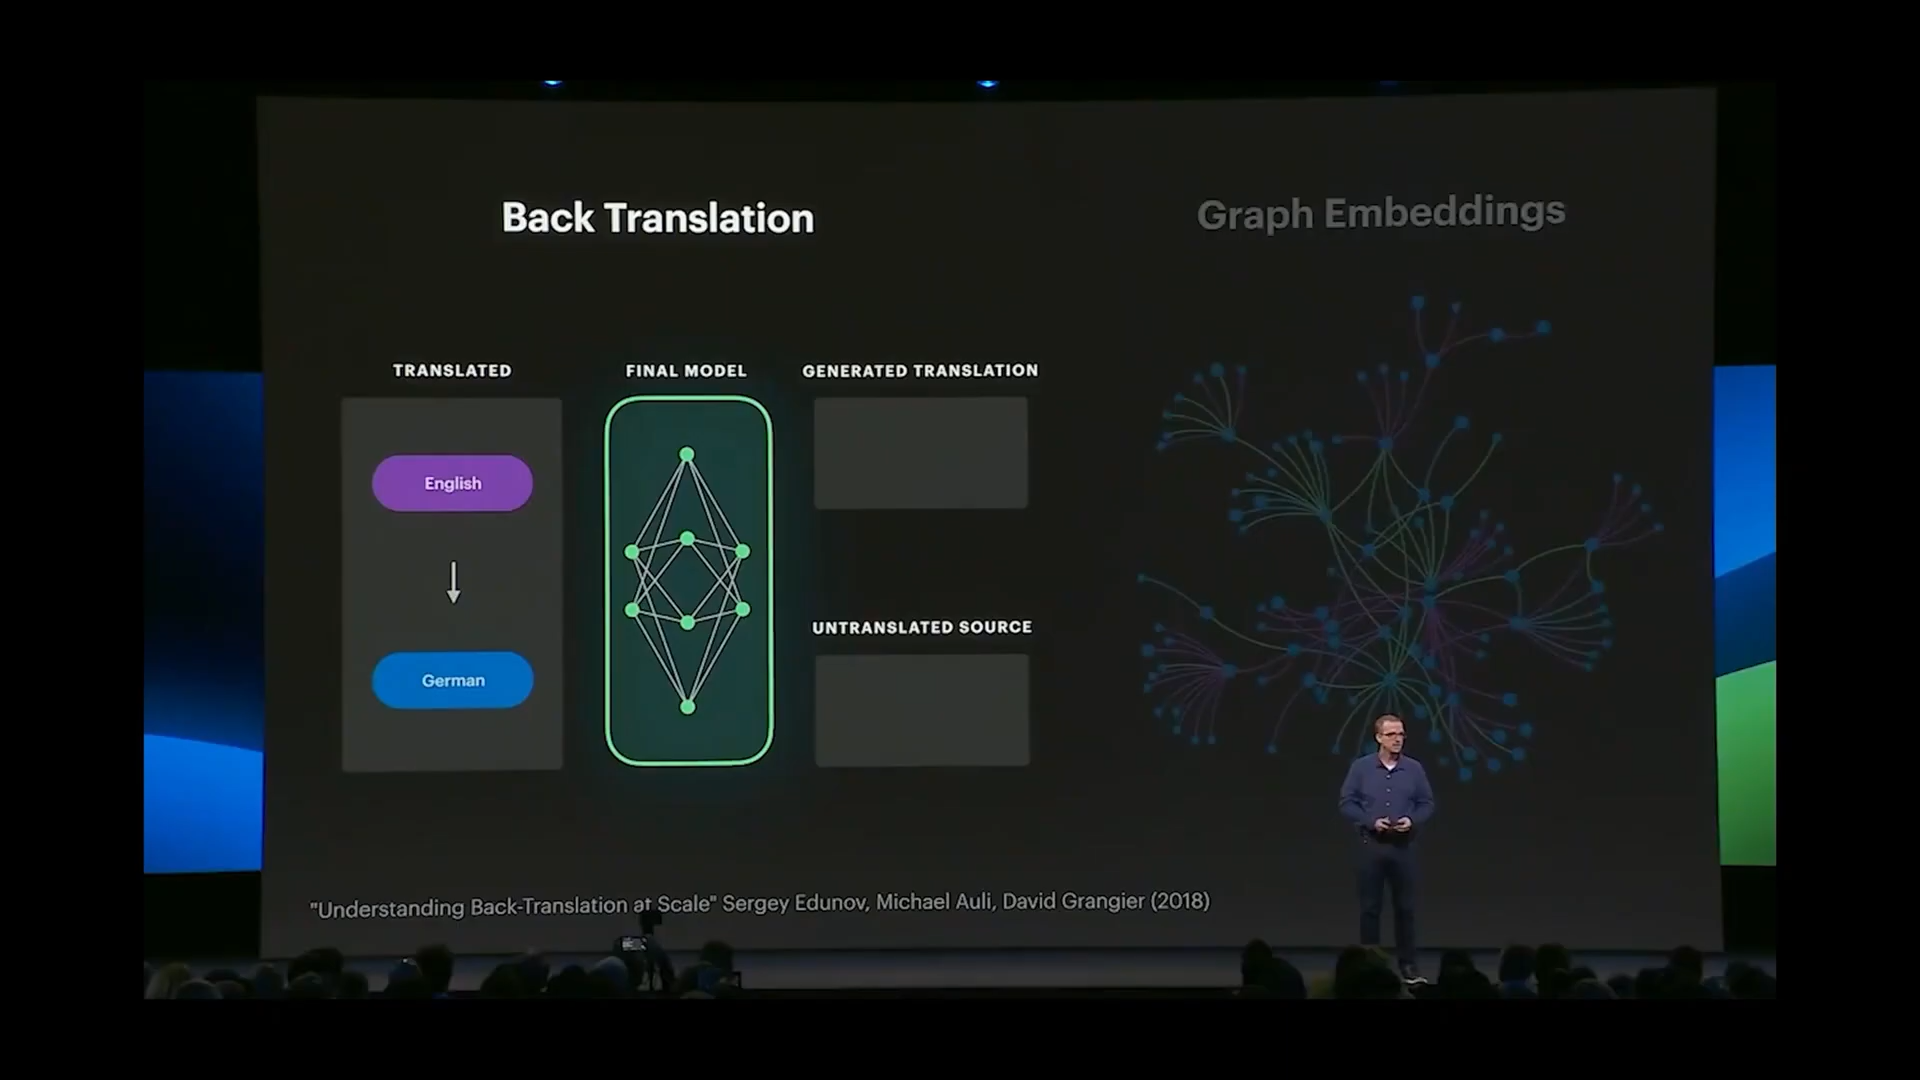 Back Translation
Graph Embeddings
TRANSLATED
FINAL MODEL
GENERATED TRANSLATION
English
German
UNTRANSLATED SOURCE
"Understanding Back-Translation at Scale" Sergey Edunov, Michael Auli, David Grangier (2018)